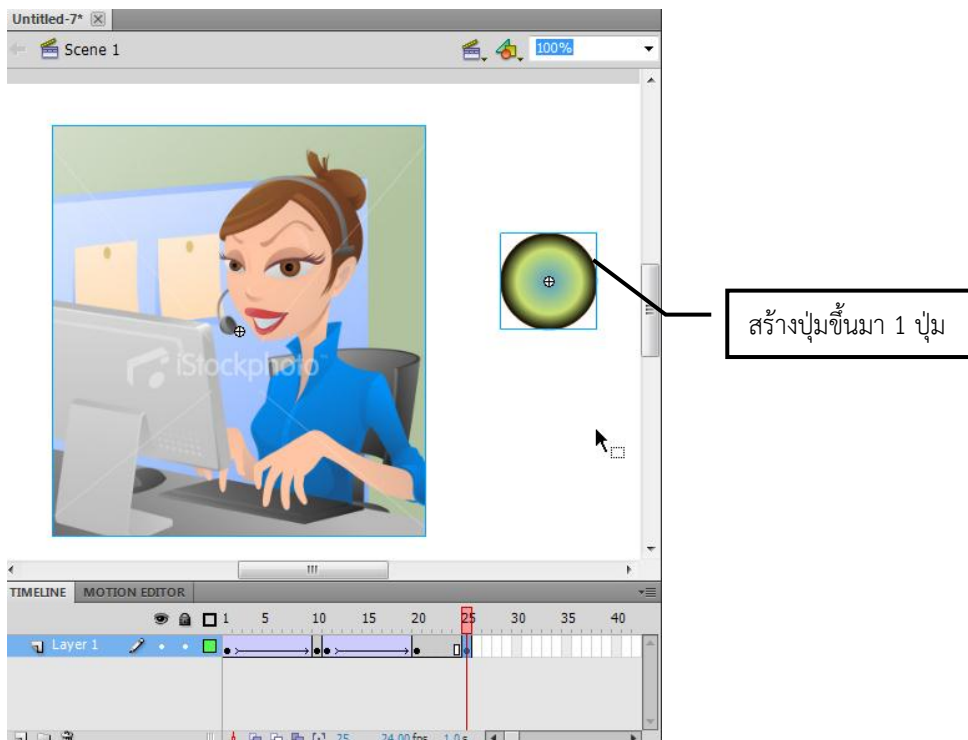 Untitled-7*
Scene 1
100%
iStockphoto
สร้างปุ่มขึ้นมา 1 ปุ่ม
TIMELINE MOTION EDITOR
1 5 10 15 20 25 30 35 40
Layer 1
25 24.00 fps 1.0 s